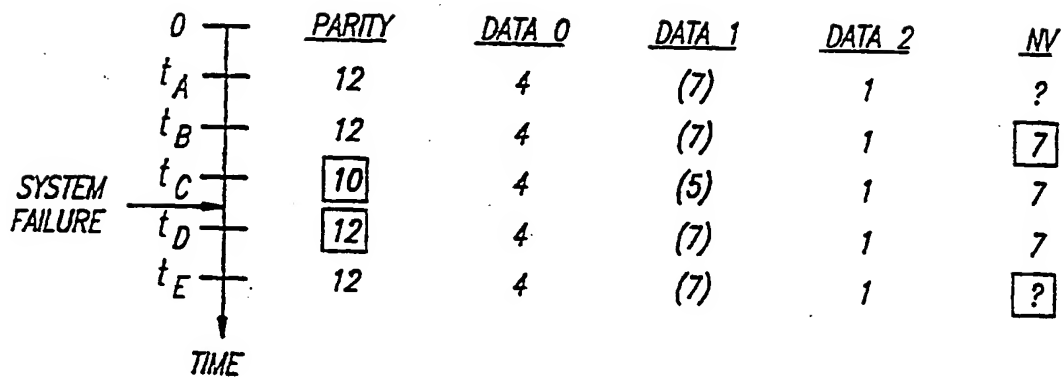 0 PARITY DATA 0 DATA 1 DATA 2 NV
tA 12 4 (7) 1 ?
tB 12 4 (7) 1 7
tC 10 4 (5) 1 7
SYSTEM
FAILURE
tD 12 4 (7) 1 7
tE 12 4 (7) 1 ?
TIME